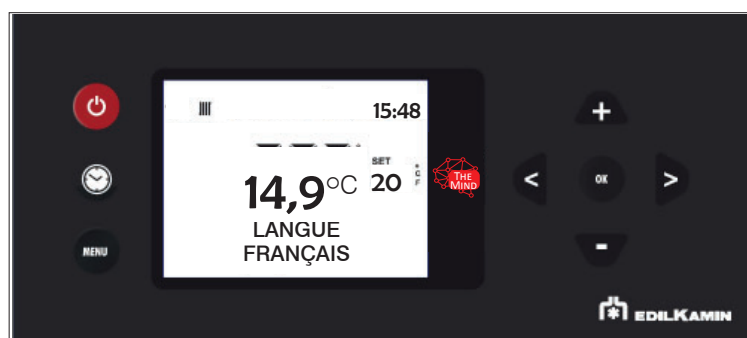 15:48
SET
14,9°C 20
LANGUE
FRANÇAIS
THE
MIND
MENU
+
< OK >
-
EDILKAMIN